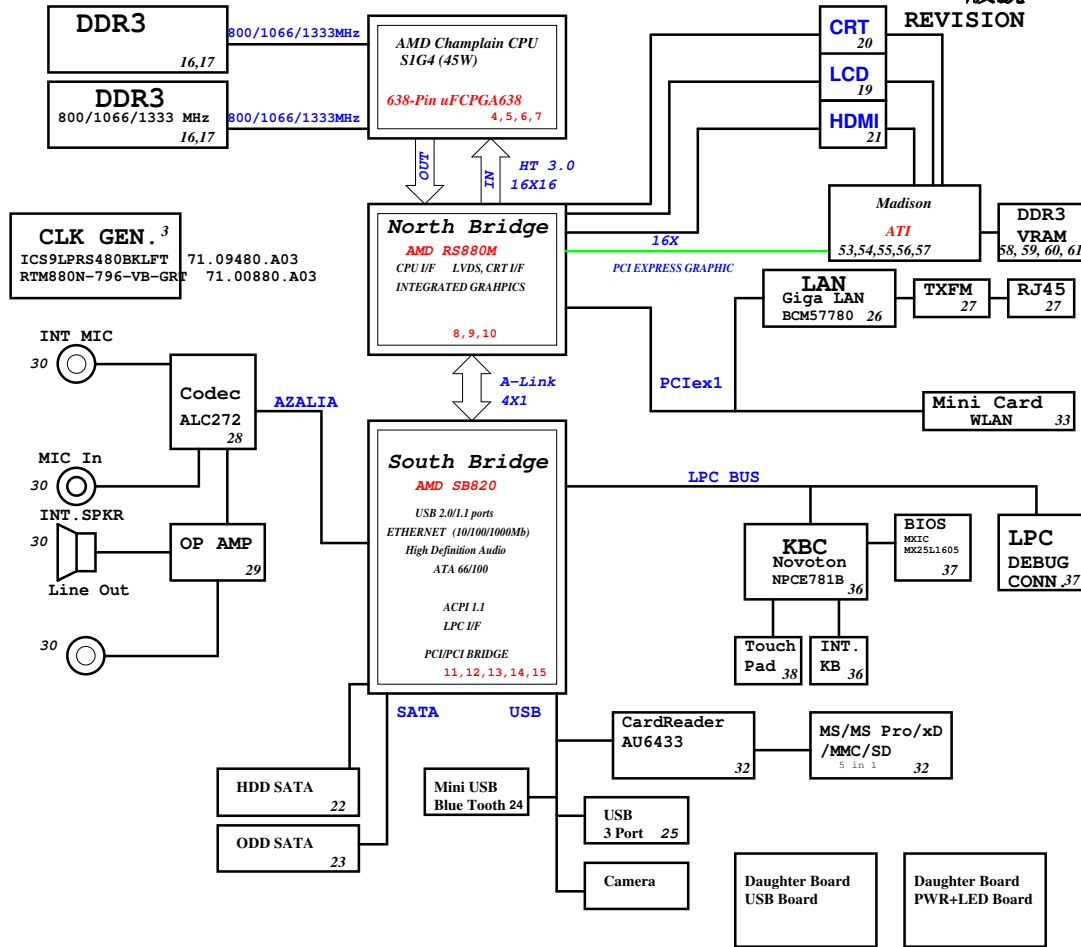 REVISION
DDR3
16,17
800/1066/1333MHz
DDR3
800/1066/1333 MHz
16,17
800/1066/1333MHz
AMD Champlain CPU
S1G4 (45W)
638-Pin uFCPGA638
4,5,6,7
CRT
20
LCD
19
HDMI
21
OUT
IN
HT 3.0
16X16
CLK GEN. 3
ICS9LPRS480BKLFT 71.09480.A03
RTM880N-796-VB-GRT 71.00880.A03
North Bridge
AMD RS880M
CPU I/F LVDS, CRT I/F
INTEGRATED GRAHPICS
8,9,10
16X
PCI EXPRESS GRAPHIC
Madison
ATI
53,54,55,56,57
DDR3
VRAM
58, 59, 60, 61
LAN
Giga LAN
BCM57780 26
TXFM
27
RJ45
27
PCIex1
Mini Card
WLAN 33
INT MIC
30
Codec
ALC272
28
AZALIA
A-Link
4X1
MIC In
30
INT.SPKR
30
Line Out
OP AMP
29
30
South Bridge
AMD SB820
USB 2.0/1.1 ports
ETHERNET (10/100/1000Mb)
High Definition Audio
ATA 66/100
ACPI 1.1
LPC I/F
PCI/PCI BRIDGE
11,12,13,14,15
LPC BUS
KBC
Novoton
NPCE781B
36
BIOS
MXIC
MX25L1605
37
LPC
DEBUG
CONN. 37
Touch
Pad 38
INT.
KB 36
SATA
USB
HDD SATA
22
ODD SATA
23
Mini USB
Blue Tooth 24
CardReader
AU6433
32
MS/MS Pro/xD
/MMC/SD
5 in 1
32
USB
3 Port 25
Camera
Daughter Board
USB Board
Daughter Board
PWR+LED Board